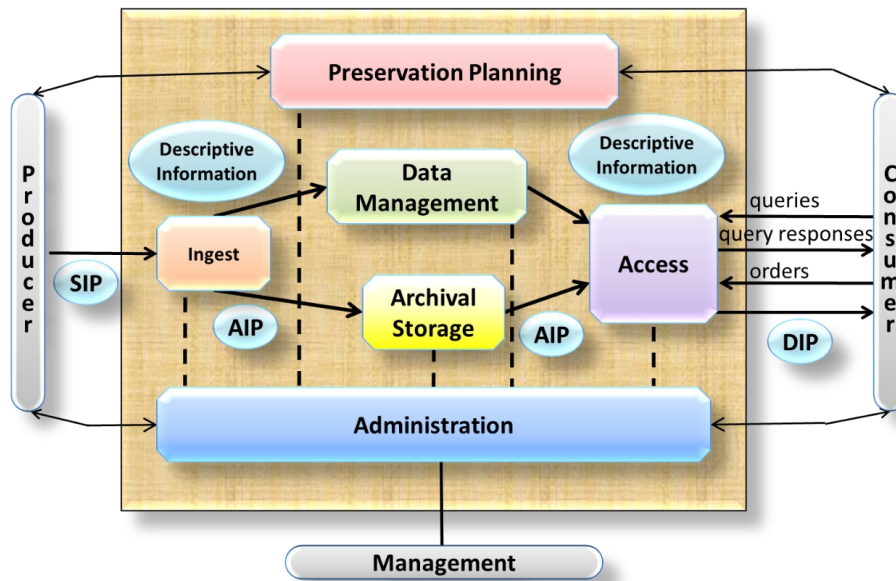 Preservation Planning
Producer
Descriptive
Information
Data
Management
Descriptive
Information
Consumer
queries
query responses
orders
Ingest
Access
SIP
AIP
Archival
Storage
AIP
DIP
Administration
Management